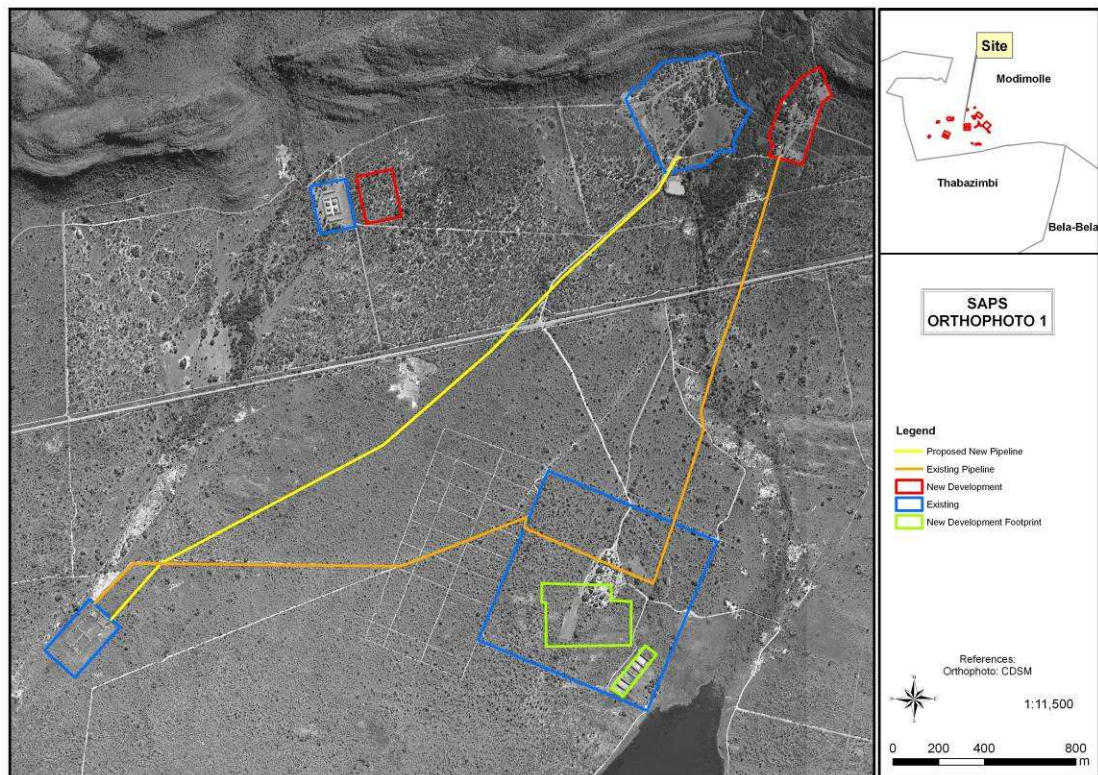 Site
Modimolle
Thabazimbi
Bela-Bela
SAPS
ORTHOPHOTO 1
Legend
Proposed New Pipeline
Existing Pipeline
New Development
Existing
New Development Footprint
References:
Orthophoto: CDSM
N
W
E
S
1:11,500
0 200 400 800
m